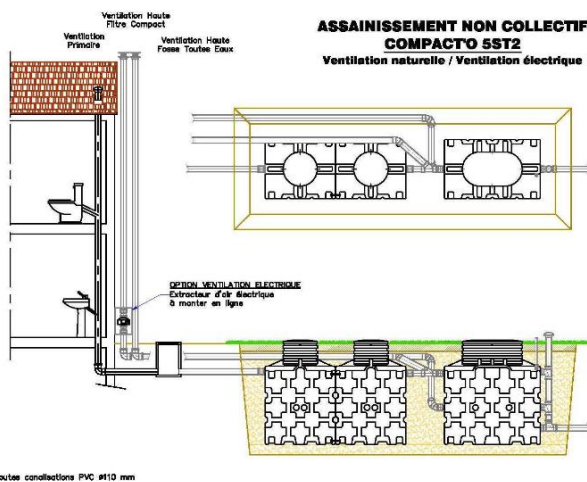 ASSAINISSEMENT NON COLLECTIF
COMPACT'O 5ST2
Ventilation naturelle / Ventilation électrique
Ventilation Haute
Filtre Compact
Ventilation
Primaire
Ventilation Haute
Fosse Toutes Eaux
OPTION VENTILATION ELECTRIQUE
Extracteur d'air électrique
à monter en ligne
outes canalisations PVC ø110 mm